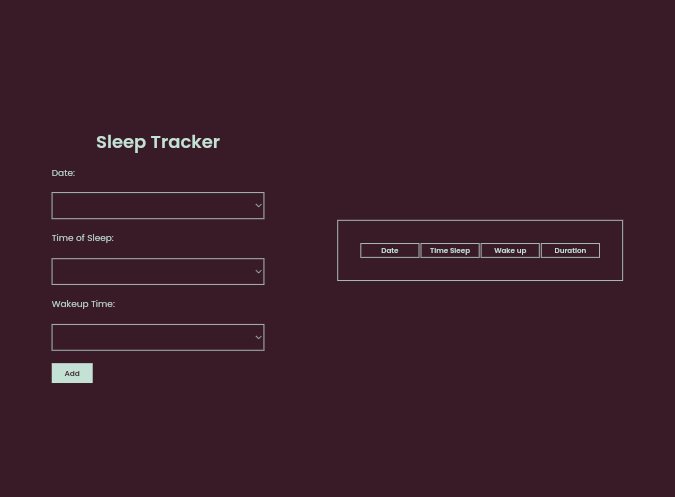 Sleep Tracker
Date:
Time of Sleep:
Wakeup Time:
Add
Date Time Sleep Wake up Duration